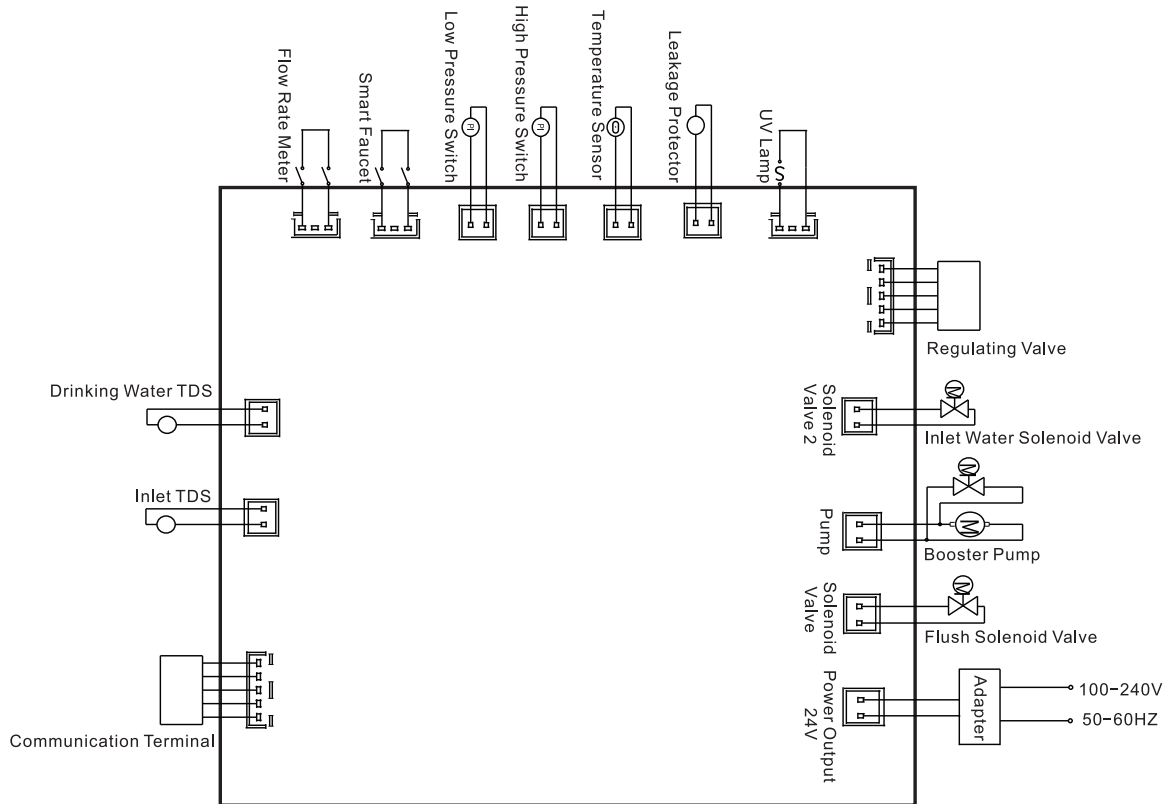 Flow Rate Meter
Smart Faucet
Low Pressure Switch
PI
High Pressure Switch
PI
Temperature Sensor
Leakage Protector
UV Lamp
S
Regulating Valve
Drinking Water TDS
Solenoid
Valve 2
M
Inlet Water Solenoid Valve
Inlet TDS
Pump
M
M
Booster Pump
Solenoid
Valve
M
Flush Solenoid Valve
Communication Terminal
Power Output
24V
Adapter
100-240V
50-60HZ